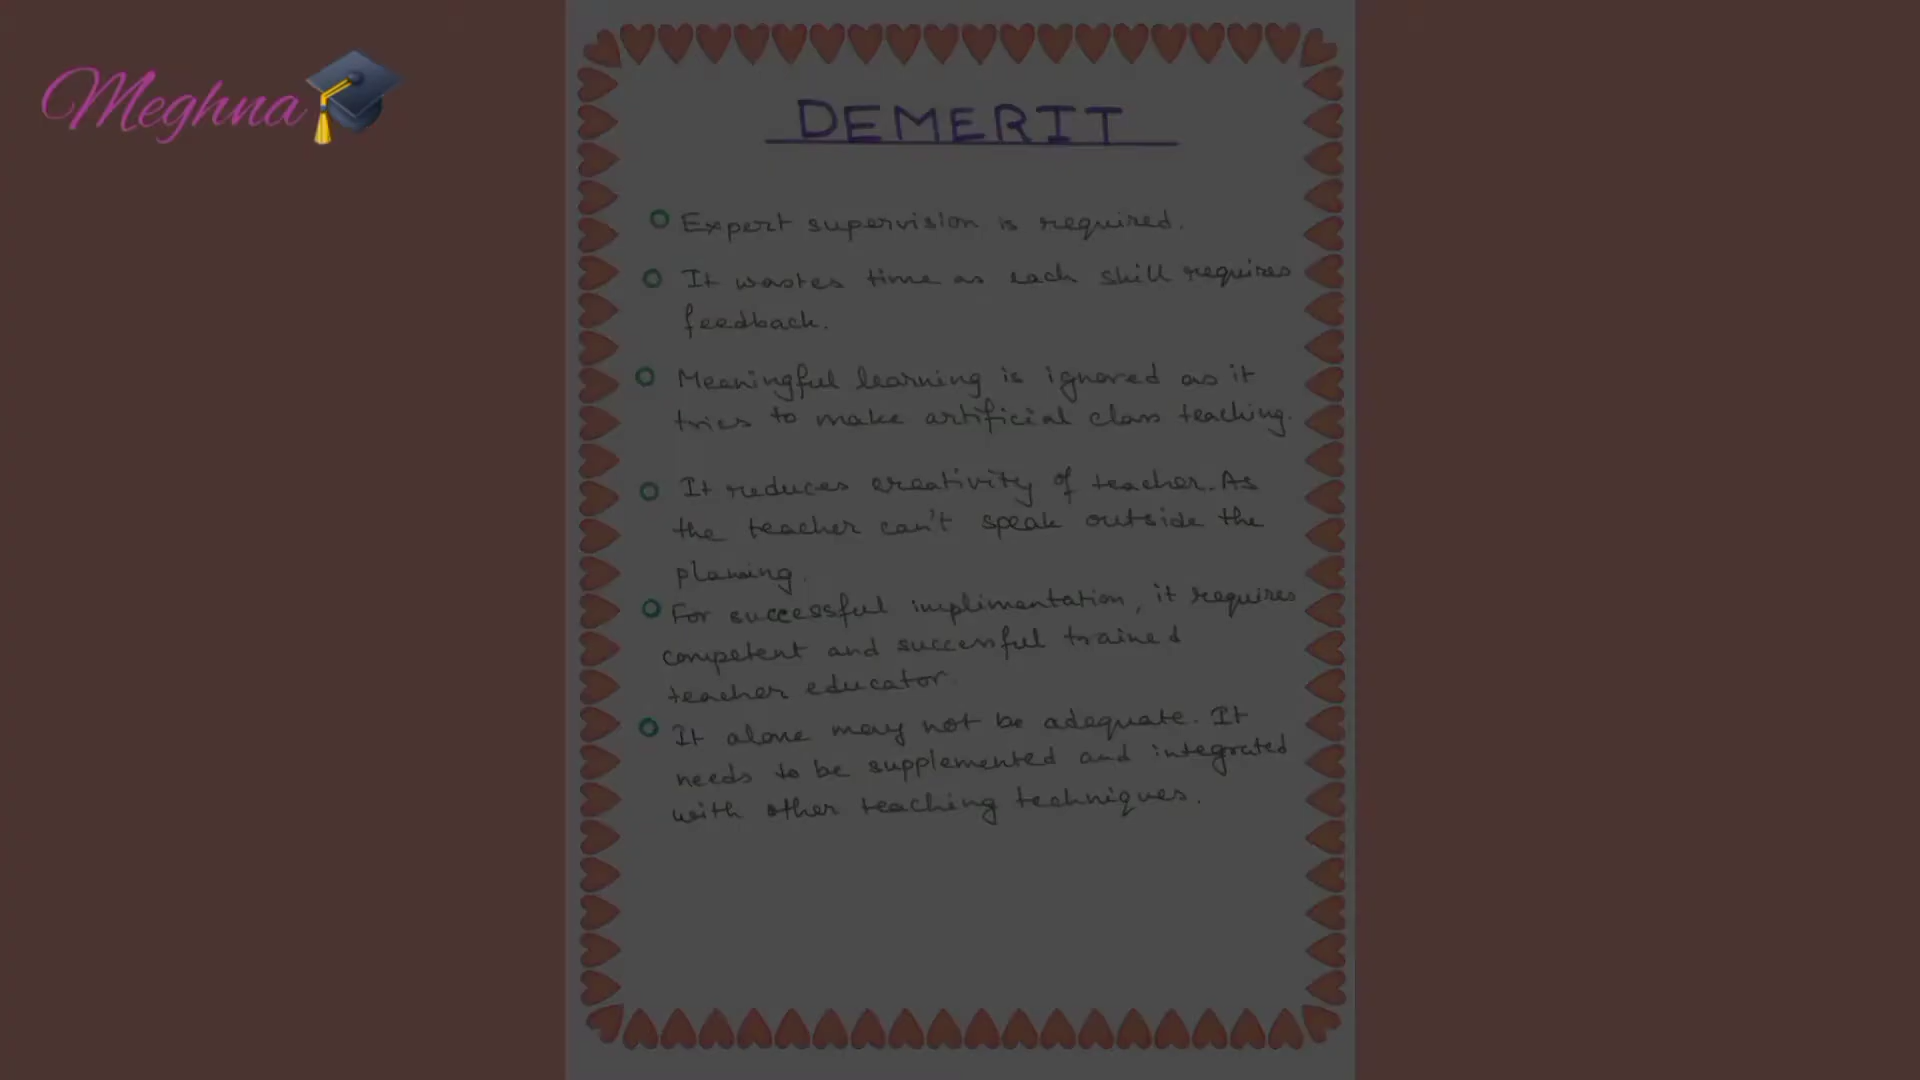 Meghna
DEMERIT
Expert supervision is required.
It wastes time as each skill requires
feedback.
Meaningful learning is ignored as it
tries to make artificial class teaching.
It reduces creativity of teacher. As
the teacher can't speak outside the
planing.
For successful implimentation, it requires
competent and successful trained
teacher educator.
It alone may not be adequate. It
needs to be supplemented and integrated
with other teaching techniques.